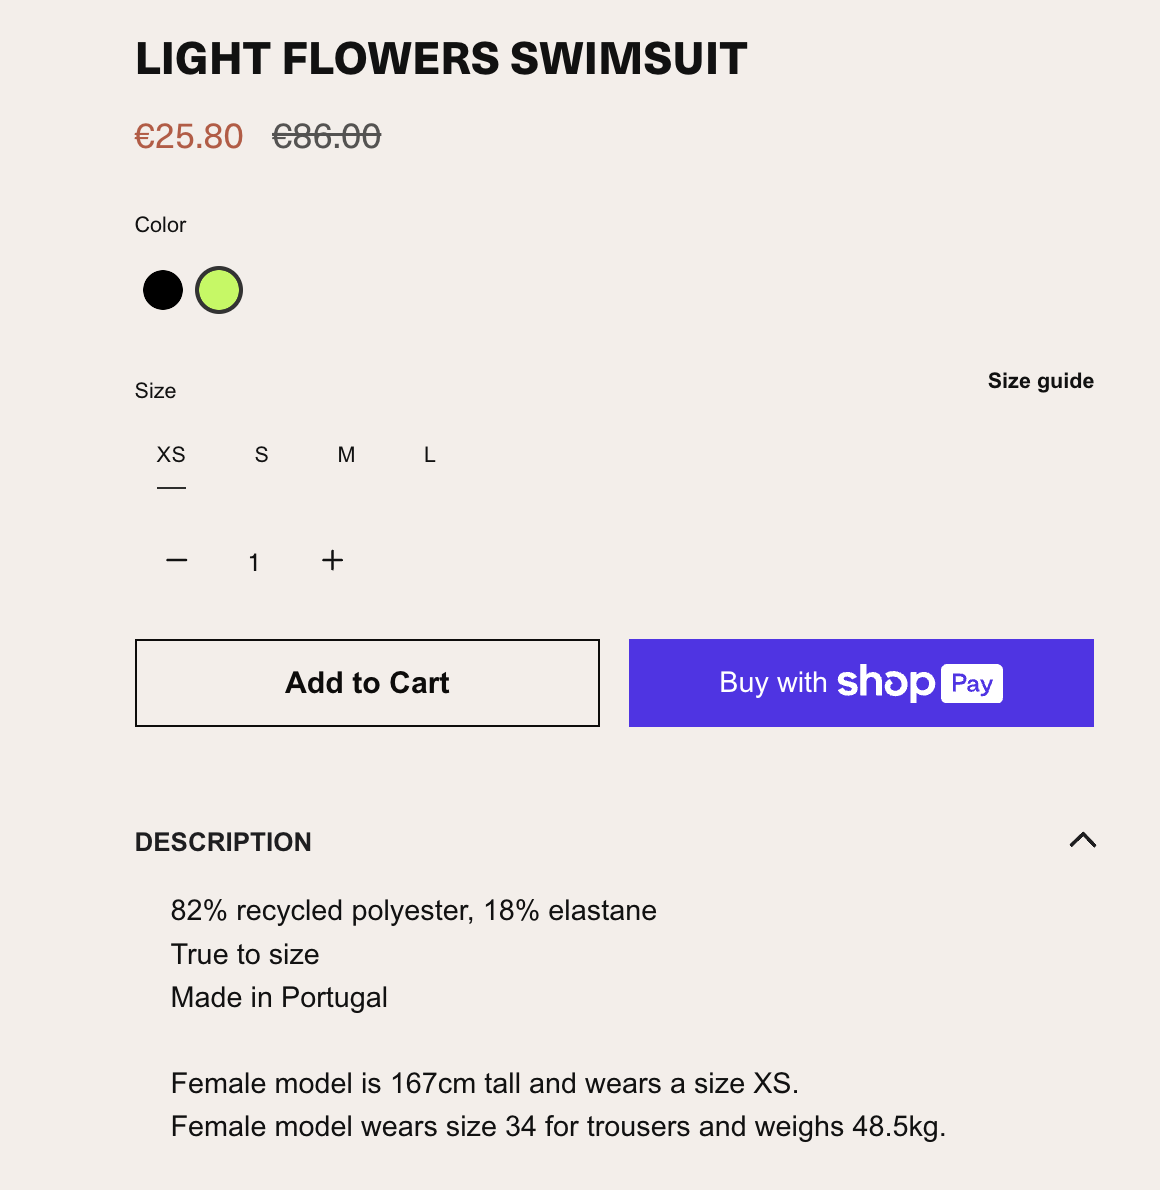 LIGHT FLOWERS SWIMSUIT
€25.80 €86.00
Color
Size guide
Size
XS S M L
− 1 +
Add to Cart
Buy with shop Pay
DESCRIPTION
82% recycled polyester, 18% elastane
True to size
Made in Portugal
Female model is 167cm tall and wears a size XS.
Female model wears size 34 for trousers and weighs 48.5kg.